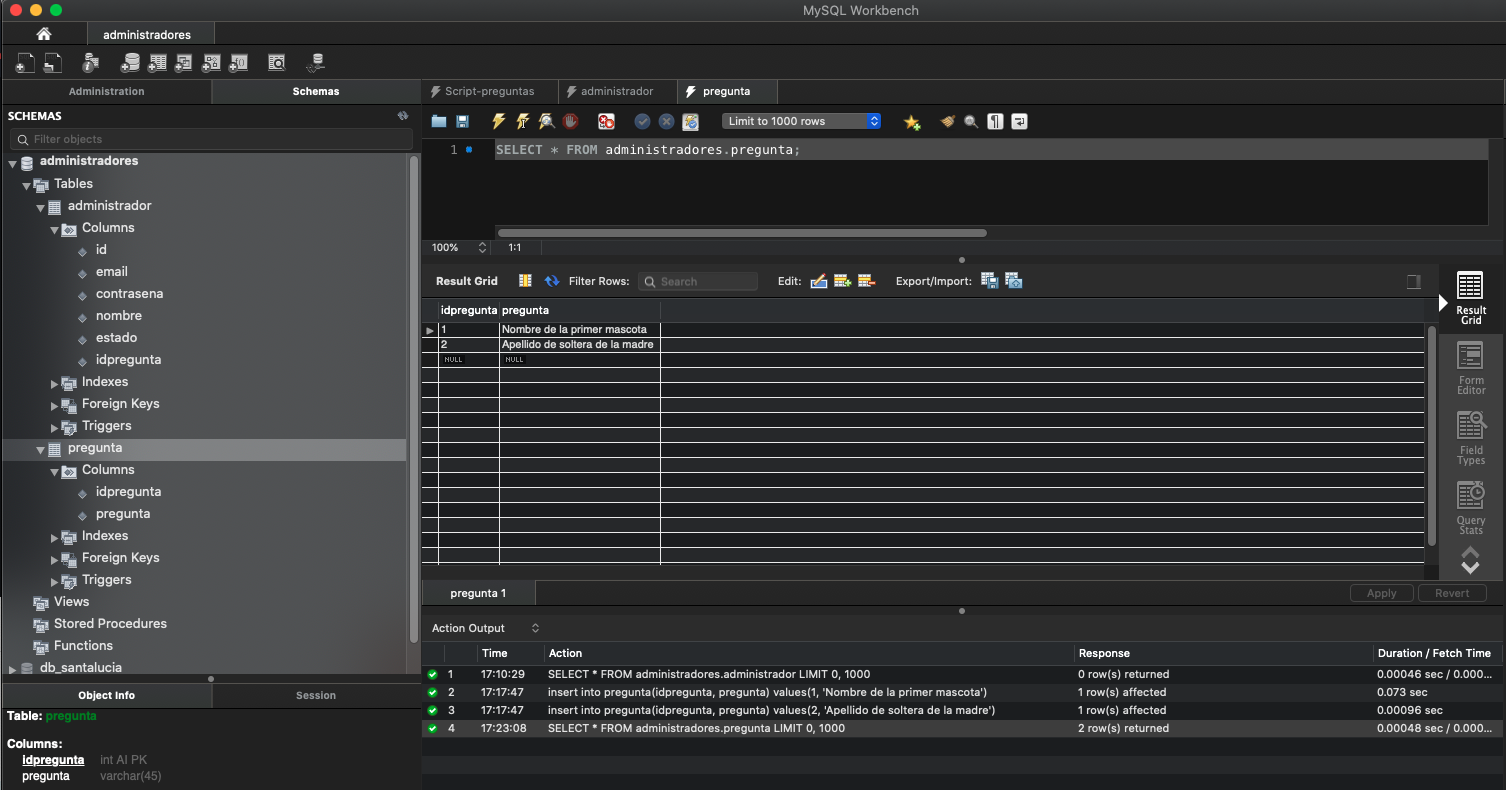 MySQL Workbench
administradores
Administration
Schemas
Script-preguntas
administrador
pregunta
SCHEMAS
Filter objects
Limit to 1000 rows
1
SELECT * FROM administradores.pregunta;
100%
1:1
administradores
Tables
administrador
Columns
id
email
contrasena
nombre
estado
idpregunta
Indexes
Foreign Keys
Triggers
pregunta
Columns
idpregunta
pregunta
Indexes
Foreign Keys
Triggers
Views
Stored Procedures
Functions
db_santalucia
Result Grid
Filter Rows:
Search
Edit:
Export/Import:
idpregunta pregunta
1 Nombre de la primer mascota
2 Apellido de soltera de la madre
NULL NULL
Result
Grid
Form
Editor
Field
Types
Query
Stats
pregunta 1
Apply
Revert
Action Output
Time Action Response Duration / Fetch Time
1 17:10:29 SELECT * FROM administradores.administrador LIMIT 0, 1000 0 row(s) returned 0.00046 sec / 0.000...
2 17:17:47 insert into pregunta(idpregunta, pregunta) values(1, 'Nombre de la primer mascota') 1 row(s) affected 0.073 sec
3 17:17:47 insert into pregunta(idpregunta, pregunta) values(2, 'Apellido de soltera de la madre') 1 row(s) affected 0.00096 sec
4 17:23:08 SELECT * FROM administradores.pregunta LIMIT 0, 1000 2 row(s) returned 0.00048 sec / 0.000...
Object Info
Session
Table: pregunta
Columns:
idpregunta int AI PK
pregunta varchar(45)